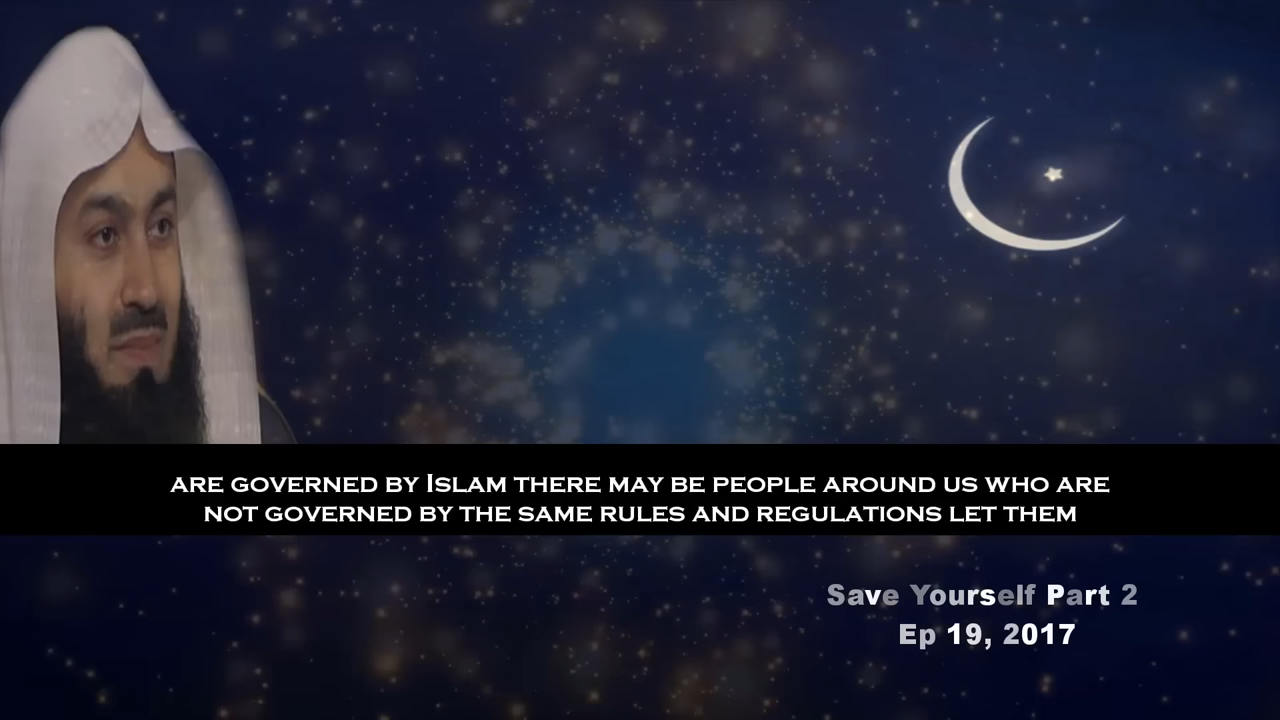 ARE GOVERNED BY ISLAM THERE MAY BE PEOPLE AROUND US WHO ARE
NOT GOVERNED BY THE SAME RULES AND REGULATIONS LET THEM
Save Yourself Part 2
Ep 19, 2017